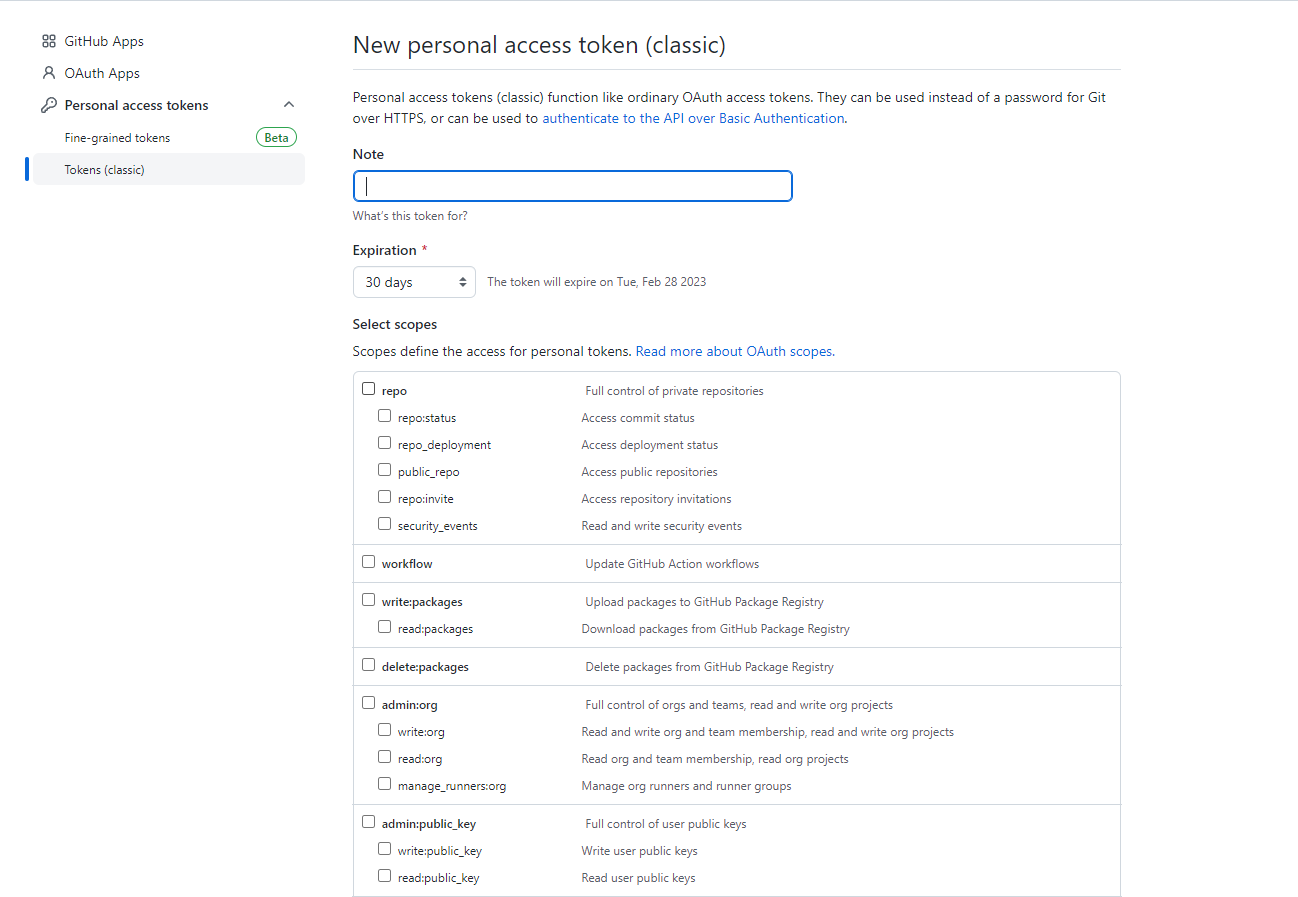 GitHub Apps
OAuth Apps
Personal access tokens
Fine-grained tokens Beta
Tokens (classic)
New personal access token (classic)
Personal access tokens (classic) function like ordinary OAuth access tokens. They can be used instead of a password for Git
over HTTPS, or can be used to authenticate to the API over Basic Authentication.
Note
What's this token for?
Expiration *
30 days The token will expire on Tue, Feb 28 2023
Select scopes
Scopes define the access for personal tokens. Read more about OAuth scopes.
repo Full control of private repositories
repo:status Access commit status
repo_deployment Access deployment status
public_repo Access public repositories
repo:invite Access repository invitations
security_events Read and write security events
workflow Update GitHub Action workflows
write:packages Upload packages to GitHub Package Registry
read:packages Download packages from GitHub Package Registry
delete:packages Delete packages from GitHub Package Registry
admin:org Full control of orgs and teams, read and write org projects
write:org Read and write org and team membership, read and write org projects
read:org Read org and team membership, read org projects
manage_runners:org Manage org runners and runner groups
admin:public_key Full control of user public keys
write:public_key Write user public keys
read:public_key Read user public keys